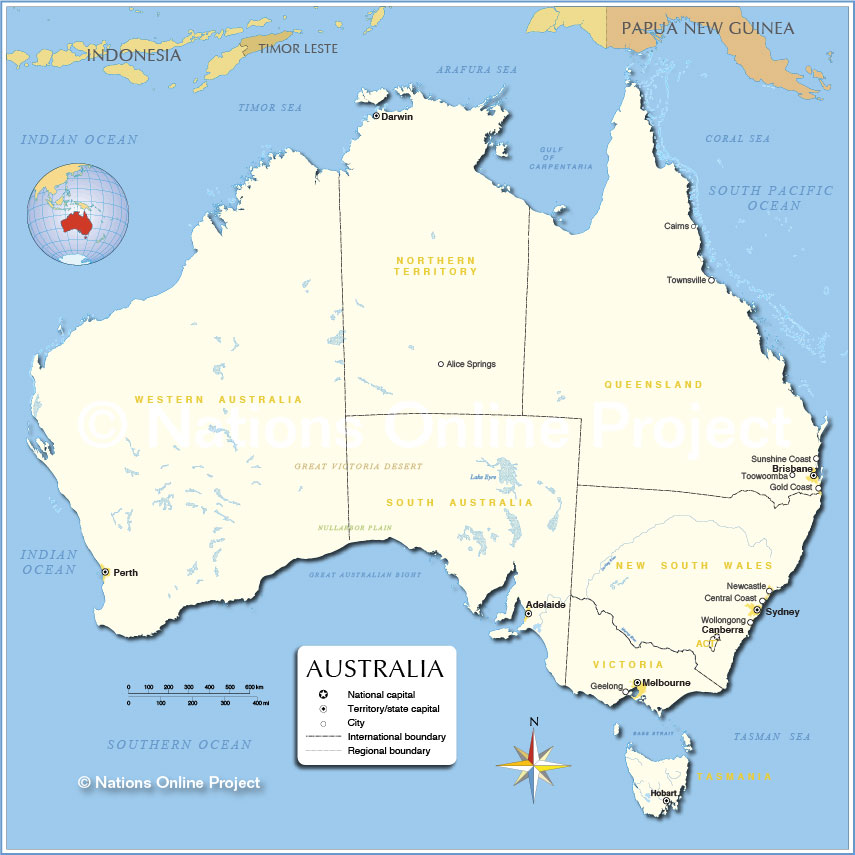 PAPUA NEW GUINEA
INDONESIA
TIMOR LESTE
ARAFURA SEA
TIMOR SEA
Darwin
INDIAN OCEAN
CORAL SEA
GULF
OF
CARPENTARIA
SOUTH PACIFIC
OCEAN
Cairns
NORTHERN
TERRITORY
Townsville
Alice Springs
QUEENSLAND
WESTERN AUSTRALIA
© Nations Online Project
Sunshine Coast
Brisbane
Toowoomba
Gold Coast
GREAT VICTORIA DESERT
Lake Eyre
SOUTH AUSTRALIA
NULLARBOR PLAIN
INDIAN
OCEAN
Perth
GREAT AUSTRALIAN BIGHT
NEW SOUTH WALES
Newcastle
Central Coast
Adelaide
Sydney
Wollongong
Canberra
ACT
VICTORIA
Melbourne
Geelong
AUSTRALIA
National capital
Territory/state capital
City
International boundary
Regional boundary
0 100 200 300 400 500 600 km
0 100 200 300 400 mi
N
BASS STRAIT
TASMAN SEA
SOUTHERN OCEAN
TASMANIA
© Nations Online Project
Hobart